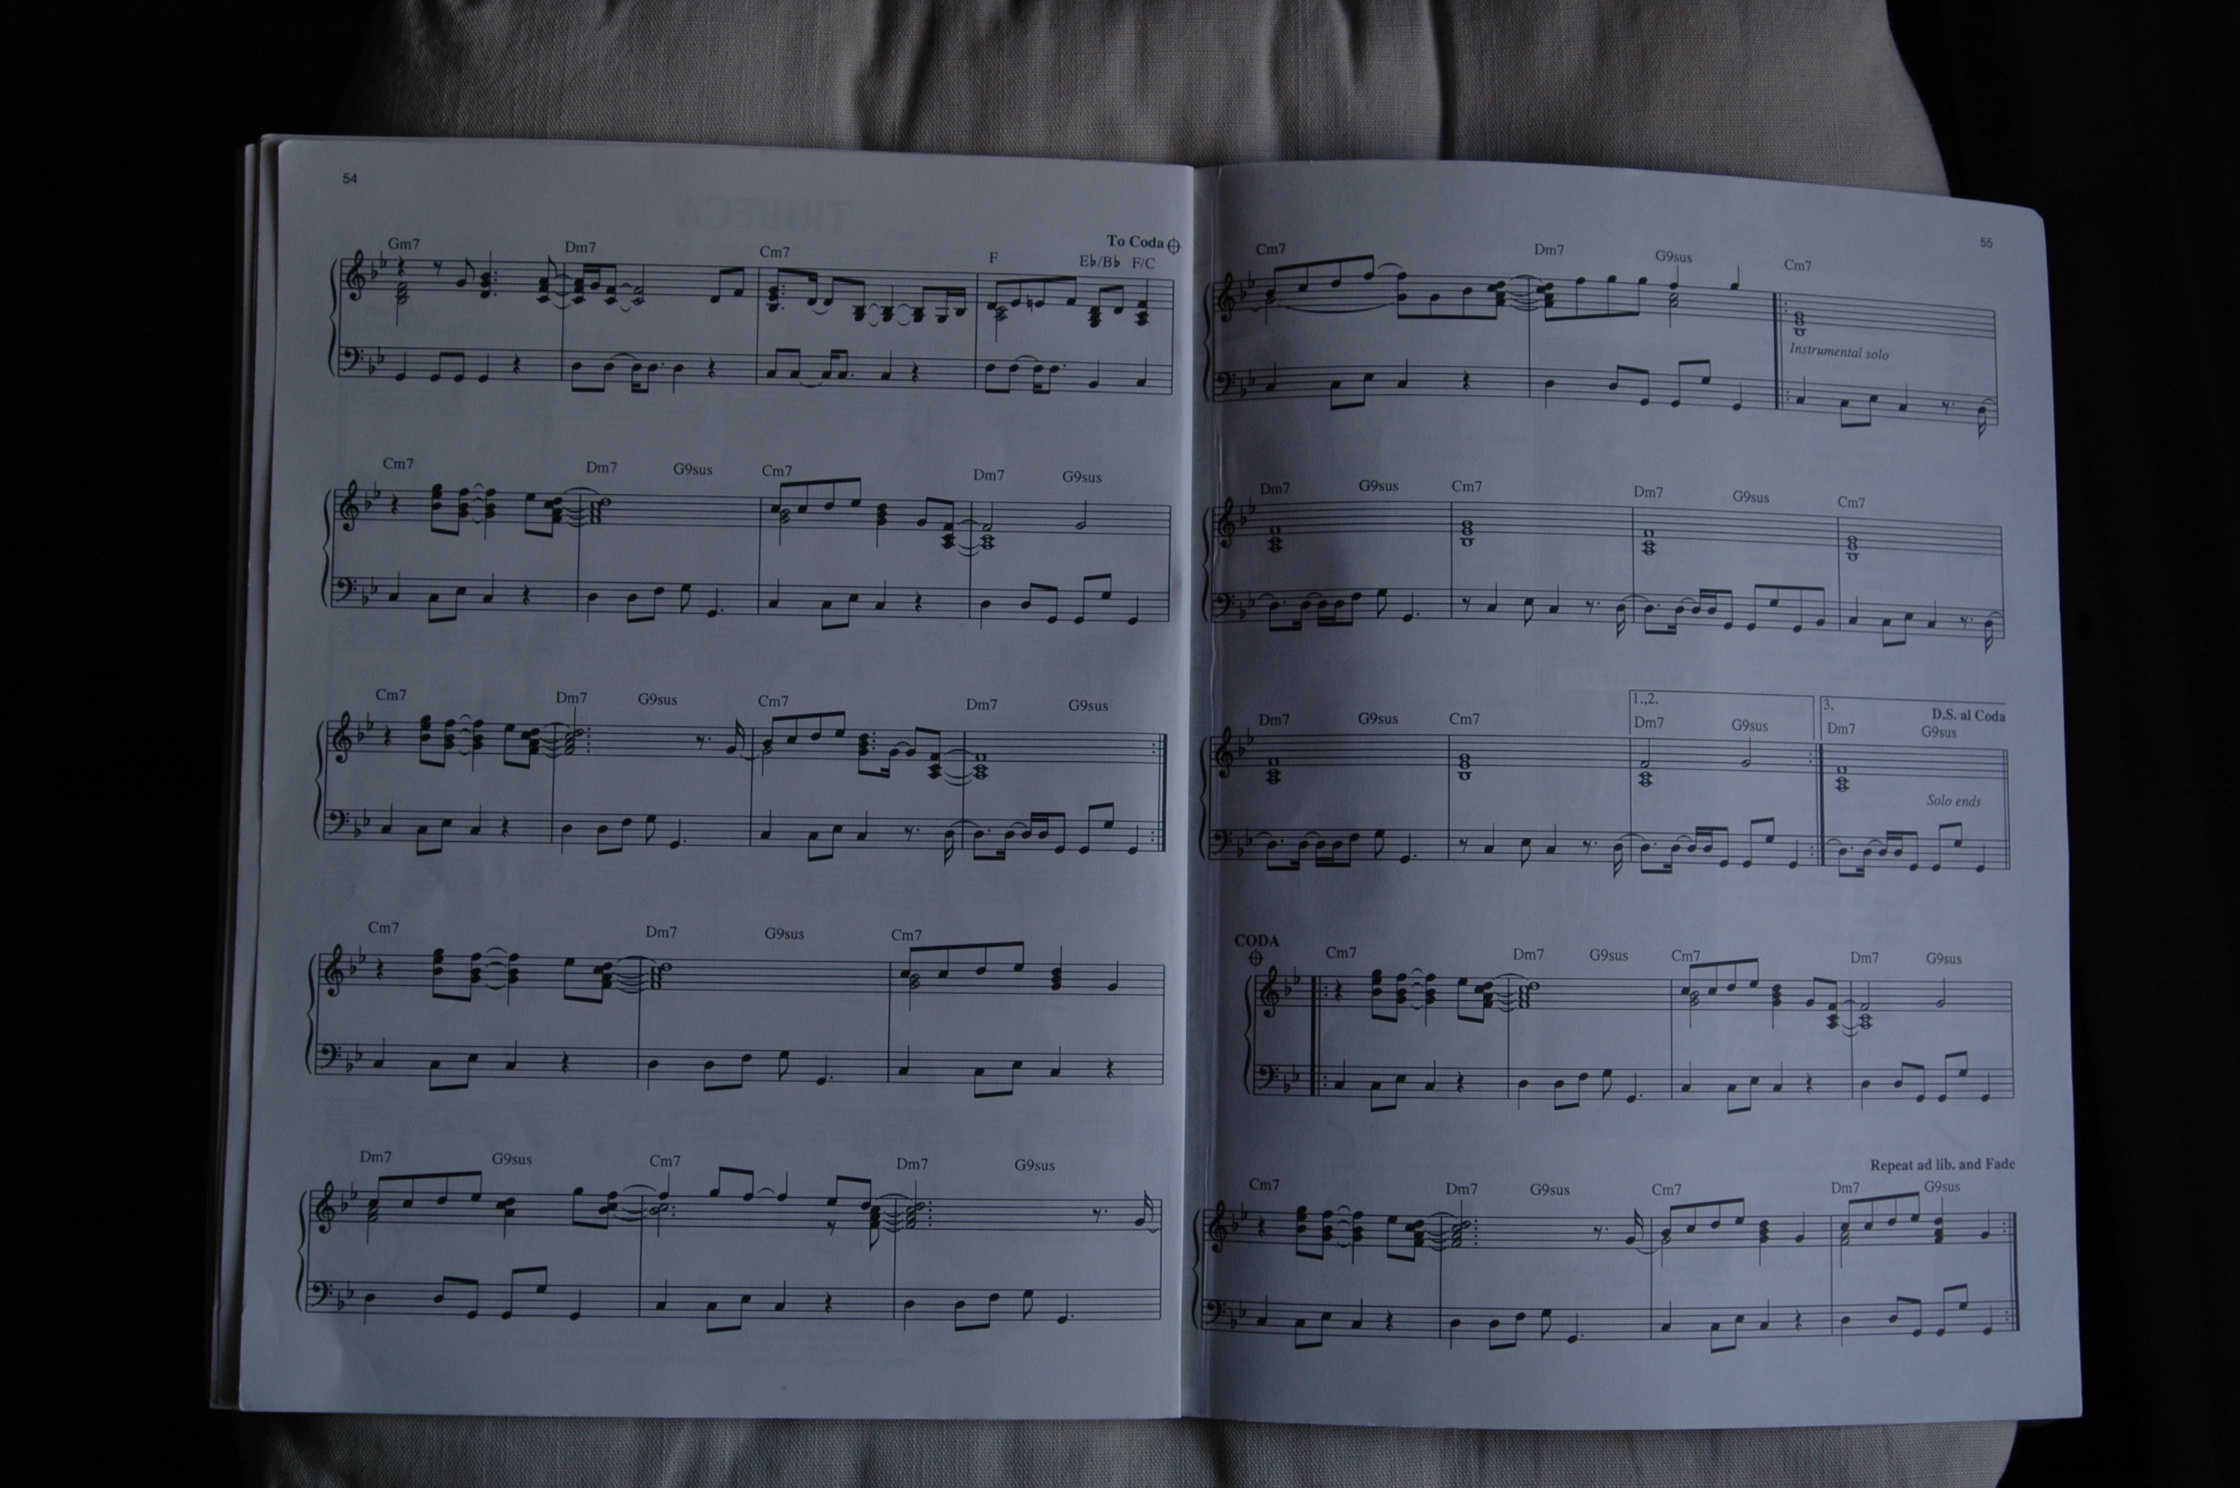 54
To Coda
Gm7 Dm7 Cm7 F E♭/B♭ F/C
Cm7 Dm7 G9sus Cm7 Dm7 G9sus
Cm7 Dm7 G9sus Cm7 Dm7 G9sus
Cm7 Dm7 G9sus Cm7
Dm7 G9sus Cm7 Dm7 G9sus
55
Cm7 Dm7 G9sus Cm7
Instrumental solo
Dm7 G9sus Cm7 Dm7 G9sus Cm7
1.,2. 3. D.S. al Coda
Dm7 G9sus Cm7 Dm7 G9sus Dm7 G9sus
Solo ends
CODA
Cm7 Dm7 G9sus Cm7 Dm7 G9sus
Repeat ad lib. and Fade
Cm7 Dm7 G9sus Cm7 Dm7 G9sus